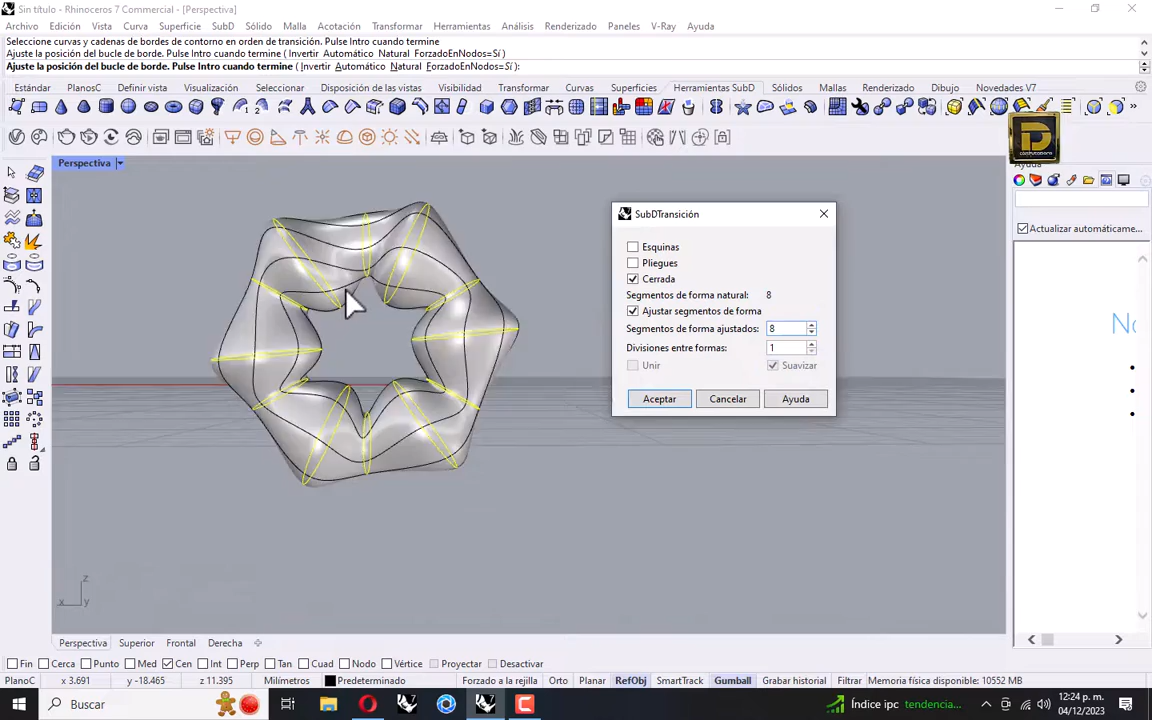 Sin título - Rhinoceros 7 Commercial - [Perspectiva]
Archivo Edición Vista Curva Superficie SubD Sólido Malla Acotación Transformar Herramientas Análisis Renderizado Paneles V-Ray Ayuda
Seleccione curvas y cadenas de bordes de contorno en orden de transición. Pulse Intro cuando termine
Ajuste la posición del bucle de borde. Pulse Intro cuando termine ( Invertir Automático Natural ForzadoEnNodos=Sí )
Ajuste la posición del bucle de borde. Pulse Intro cuando termine ( Invertir Automático Natural ForzadoEnNodos=Sí ):
Estándar PlanosC Definir vista Visualización Seleccionar Disposición de las vistas Visibilidad Transformar Curvas Superficies Herramientas SubD Sólidos Mallas Renderizado Dibujo Novedades V7
Perspectiva
Actualizar automáticame...
No
SubDTransición
Esquinas
Pliegues
Cerrada
Segmentos de forma natural: 8
Ajustar segmentos de forma
Segmentos de forma ajustados: 8
Divisiones entre formas: 1
Unir Suavizar
Aceptar Cancelar Ayuda
z
x y
Perspectiva Superior Frontal Derecha
Fin Cerca Punto Med Cen Int Perp Tan Cuad Nodo Vértice Proyectar Desactivar
PlanoC x 3.691 y -18.465 z 11.395 Milímetros Predeterminado Forzado a la rejilla Orto Planar RefObj SmartTrack Gumball Grabar historial Filtrar Memoria física disponible: 10552 MB
Buscar Índice ipc tendencia... 12:24 p. m.
04/12/2023